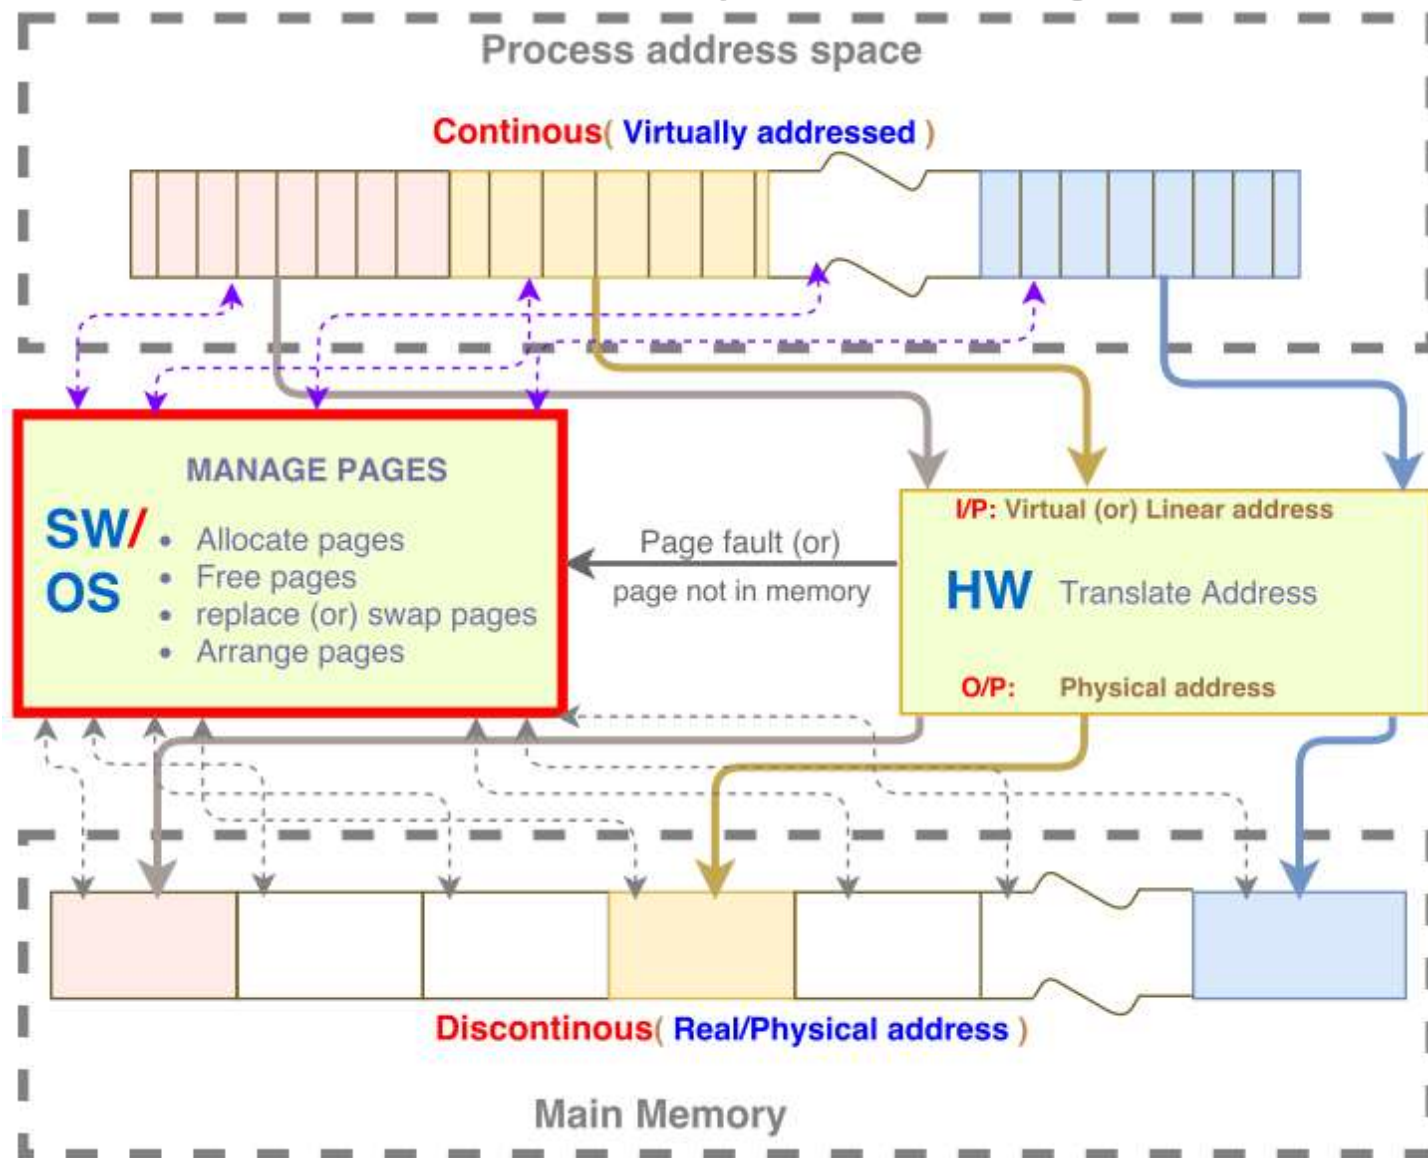 Process address space
Continous( Virtually addressed )
MANAGE PAGES
SW/
OS
• Allocate pages
• Free pages
• replace (or) swap pages
• Arrange pages
Page fault (or)
page not in memory
I/P: Virtual (or) Linear address
HW Translate Address
O/P: Physical address
Discontinous( Real/Physical address )
Main Memory